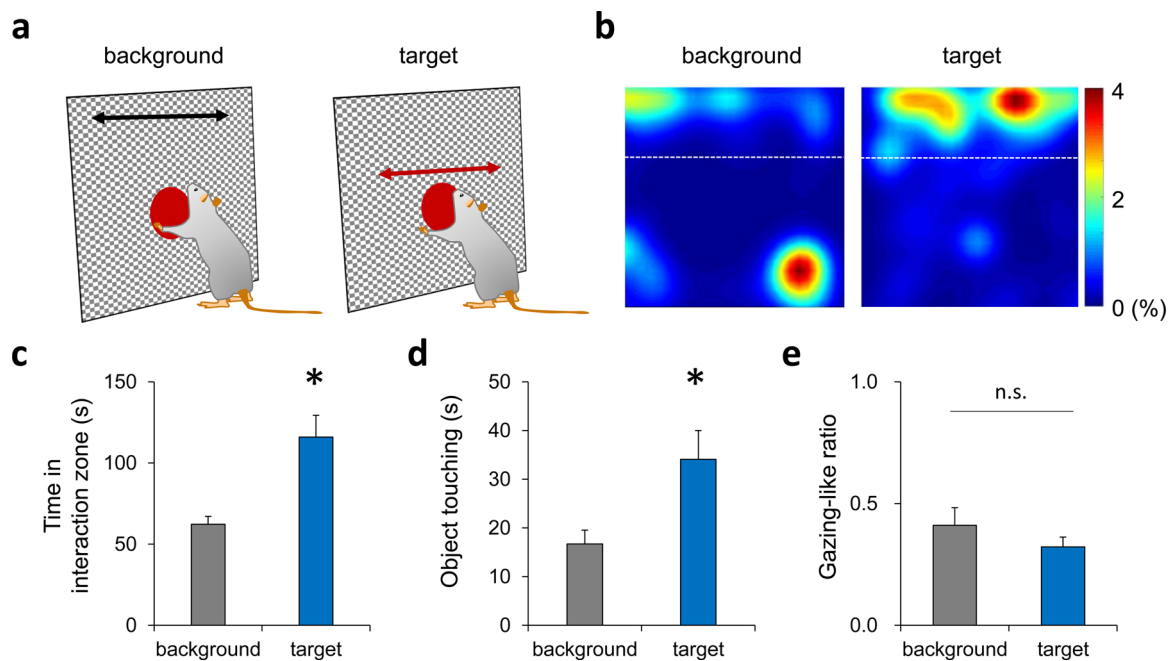 a
background
target
b
background
target
4
2
0 (%)
c
Time in
interaction zone (s)
150
100
50
0
*
background
target
d
Object touching (s)
50
40
30
20
10
0
*
background
target
e
Gazing-like ratio
1.0
0.5
0.0
n.s.
background
target